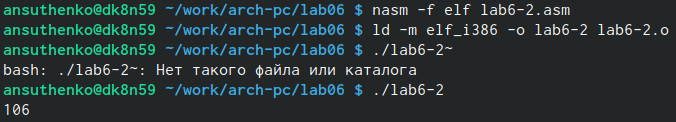 ansuthenko@dk8n59 ~/work/arch-pc/lab06 $ nasm -f elf lab6-2.asm
ansuthenko@dk8n59 ~/work/arch-pc/lab06 $ ld -m elf_i386 -o lab6-2 lab6-2.o
ansuthenko@dk8n59 ~/work/arch-pc/lab06 $ ./lab6-2~
bash: ./lab6-2~: Нет такого файла или каталога
ansuthenko@dk8n59 ~/work/arch-pc/lab06 $ ./lab6-2
106